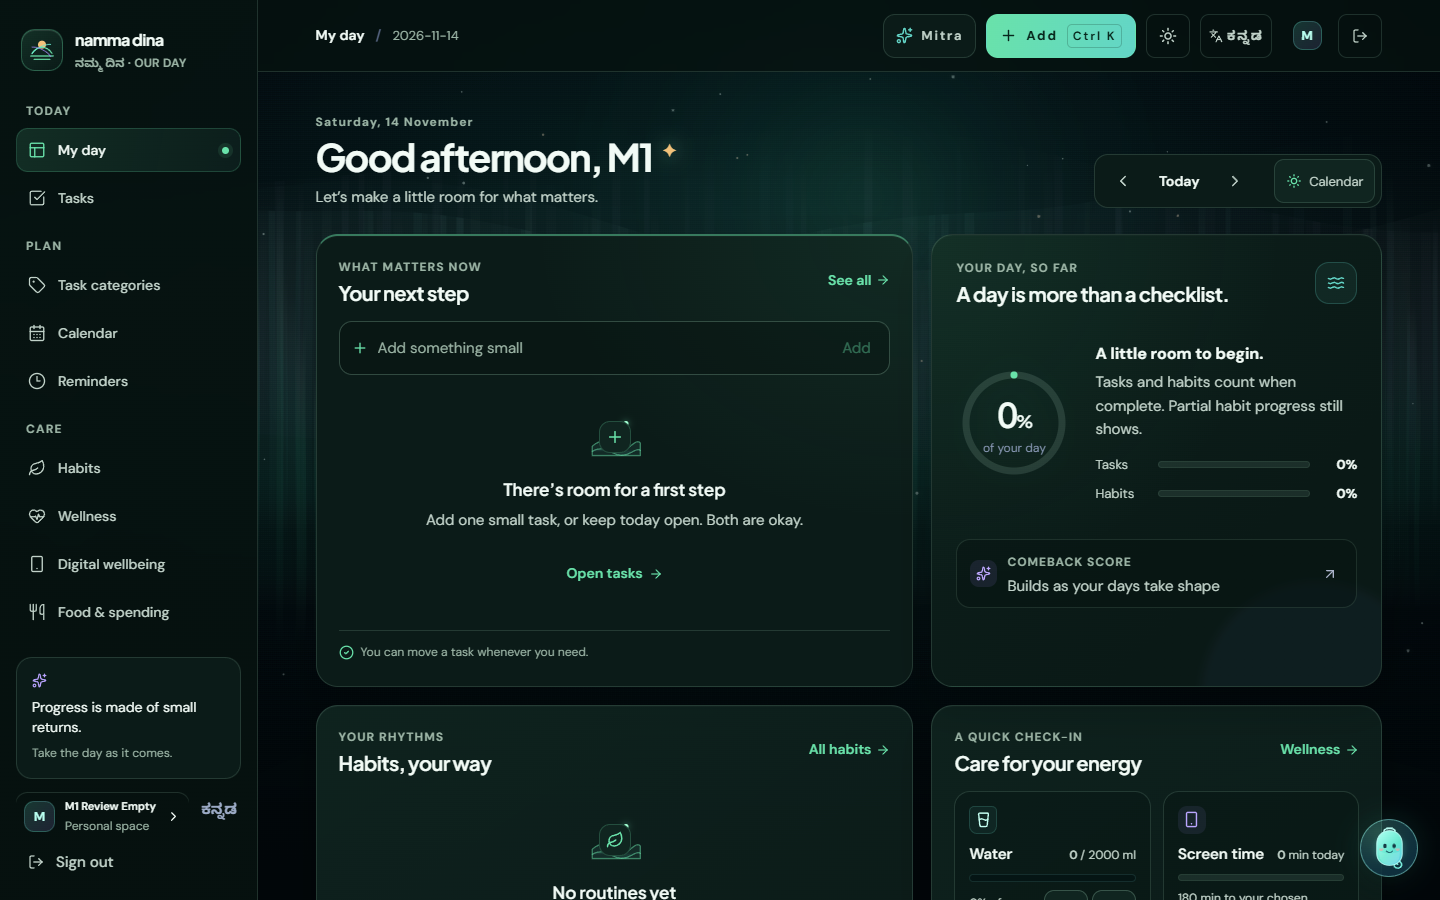 namma dina
ನಮ್ಮ ದಿನ · OUR DAY
TODAY
My day
Tasks
PLAN
Task categories
Calendar
Reminders
CARE
Habits
Wellness
Digital wellbeing
Food & spending
Progress is made of small
returns.
Take the day as it comes.
M
M1 Review Empty
Personal space
ಕನ್ನಡ
Sign out
My day / 2026-11-14
Mitra
Add Ctrl K
ಕನ್ನಡ
M
Saturday, 14 November
Good afternoon, M1
Let’s make a little room for what matters.
Today
Calendar
WHAT MATTERS NOW
Your next step
See all
Add something small
Add
There’s room for a first step
Add one small task, or keep today open. Both are okay.
Open tasks
You can move a task whenever you need.
YOUR DAY, SO FAR
A day is more than a checklist.
0%
of your day
A little room to begin.
Tasks and habits count when
complete. Partial habit progress still
shows.
Tasks 0%
Habits 0%
COMEBACK SCORE
Builds as your days take shape
YOUR RHYTHMS
Habits, your way
All habits
No routines yet
A QUICK CHECK-IN
Care for your energy
Wellness
Water 0 / 2000 ml
Screen time 0 min today
180 min to your chosen